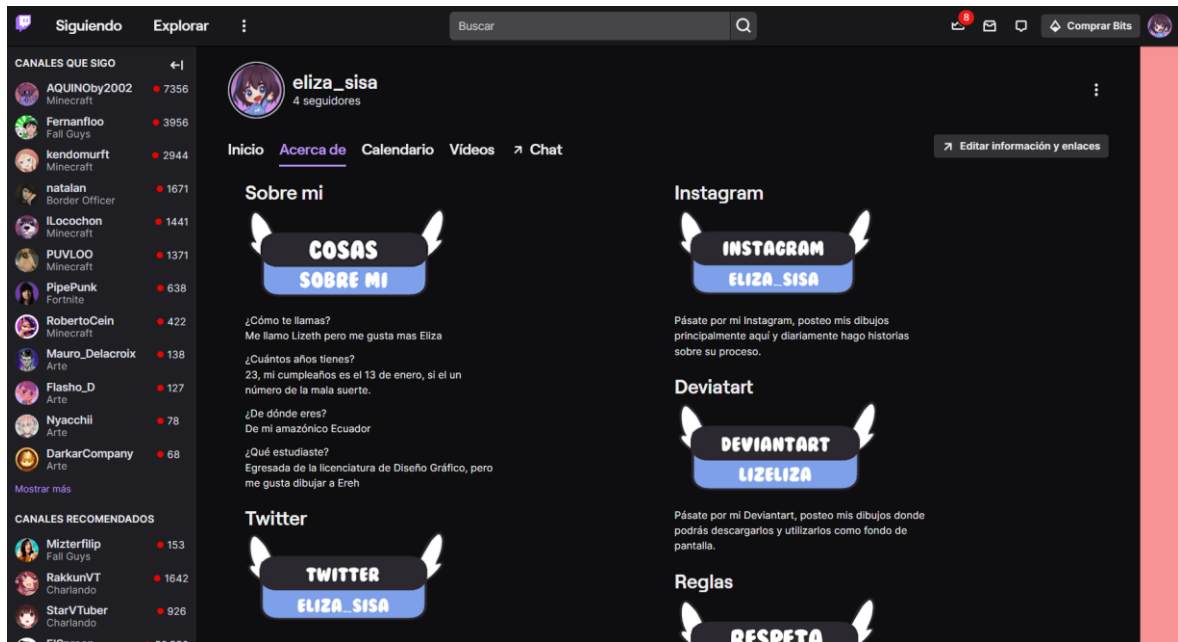 Siguiendo
Explorar
Buscar
8
Comprar Bits
CANALES QUE SIGO
AQUINOby2002 7356
Minecraft
Fernanfloo 3956
Fall Guys
kendomurft 2944
Minecraft
natalan 1671
Border Officer
ILocochon 1441
Minecraft
PUVLOO 1371
Minecraft
PipePunk 638
Fortnite
RobertoCein 422
Minecraft
Mauro_Delacroix 138
Arte
Flasho_D 127
Arte
Nyacchii 78
Arte
DarkarCompany 68
Arte
Mostrar más
CANALES RECOMENDADOS
Mizterfilip 153
Fall Guys
RakkunVT 1642
Charlando
StarVTuber 926
Charlando
eliza_sisa
4 seguidores
Inicio Acerca de Calendario Vídeos Chat
Editar información y enlaces
Sobre mi
COSAS
SOBRE MI
¿Cómo te llamas?
Me llamo Lizeth pero me gusta mas Eliza
¿Cuántos años tienes?
23, mi cumpleaños es el 13 de enero, si el un
número de la mala suerte.
¿De dónde eres?
De mi amazónico Ecuador
¿Qué estudiaste?
Egresada de la licenciatura de Diseño Gráfico, pero
me gusta dibujar a Ereh
Twitter
TWITTER
ELIZA_SISA
Instagram
INSTAGRAM
ELIZA_SISA
Pásate por mi Instagram, posteo mis dibujos
principalmente aquí y diariamente hago historias
sobre su proceso.
Deviatart
DEVIANTART
LIZELIZA
Pásate por mi Deviantart, posteo mis dibujos donde
podrás descargarlos y utilizarlos como fondo de
pantalla.
Reglas
RESPETA